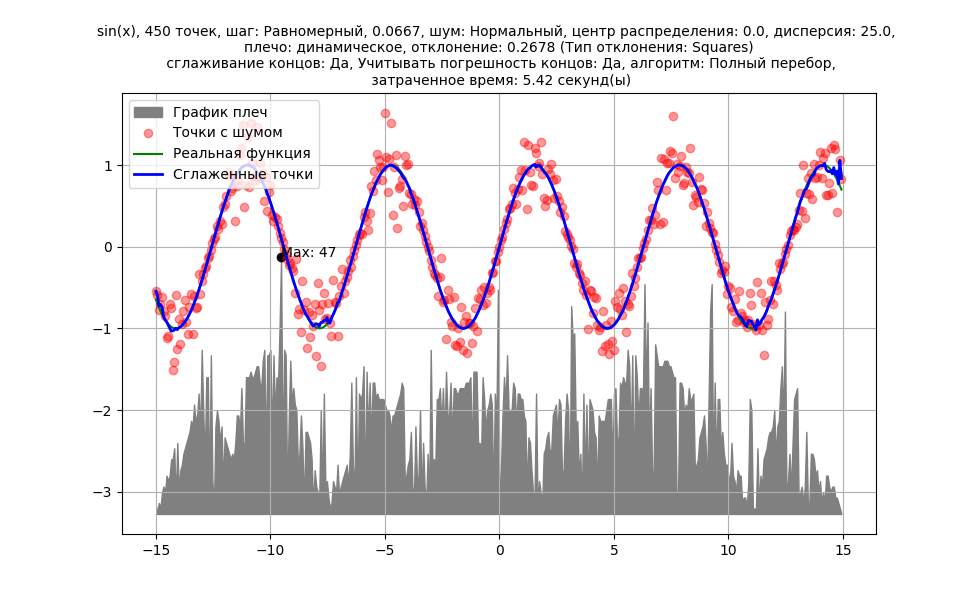 sin(x), 450 точек, шаг: Равномерный, 0.0667, шум: Нормальный, центр распределения: 0.0, дисперсия: 25.0,
плечо: динамическое, отклонение: 0.2678 (Тип отклонения: Squares)
сглаживание концов: Да, Учитывать погрешность концов: Да, алгоритм: Полный перебор,
затраченное время: 5.42 секунд(ы)
График плеч
Точки с шумом
Реальная функция
Сглаженные точки
1
0
−1
−2
−3
Max: 47
−15
−10
−5
0
5
10
15